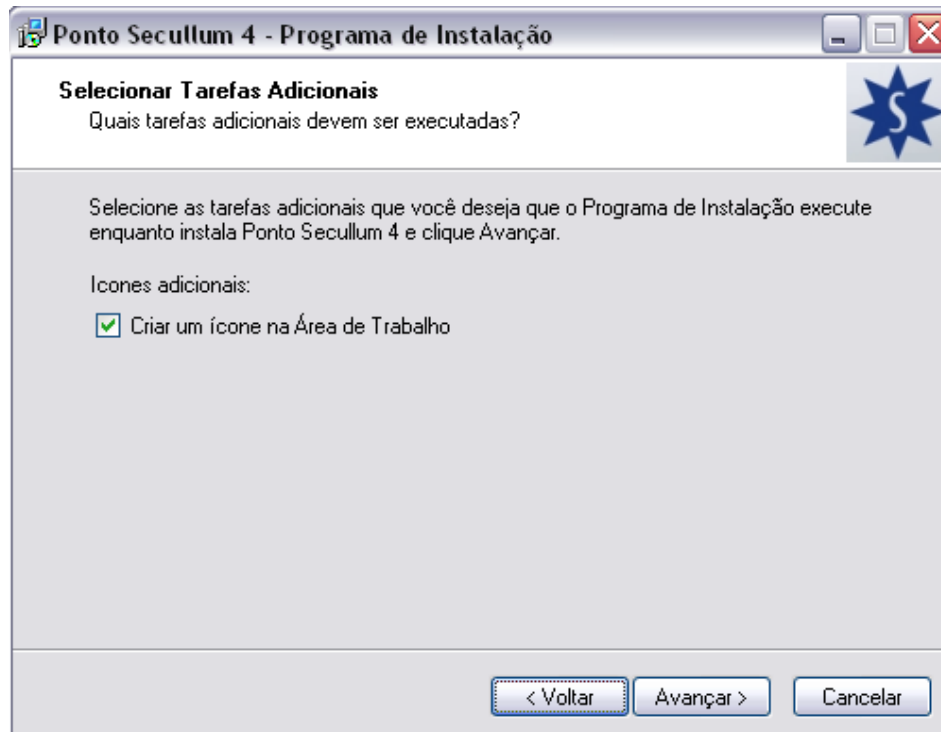 Ponto Secullum 4 - Programa de Instalação
Selecionar Tarefas Adicionais
Quais tarefas adicionais devem ser executadas?
S
Selecione as tarefas adicionais que você deseja que o Programa de Instalação execute
enquanto instala Ponto Secullum 4 e clique Avançar.
Icones adicionais:
Criar um ícone na Área de Trabalho
< Voltar
Avançar >
Cancelar